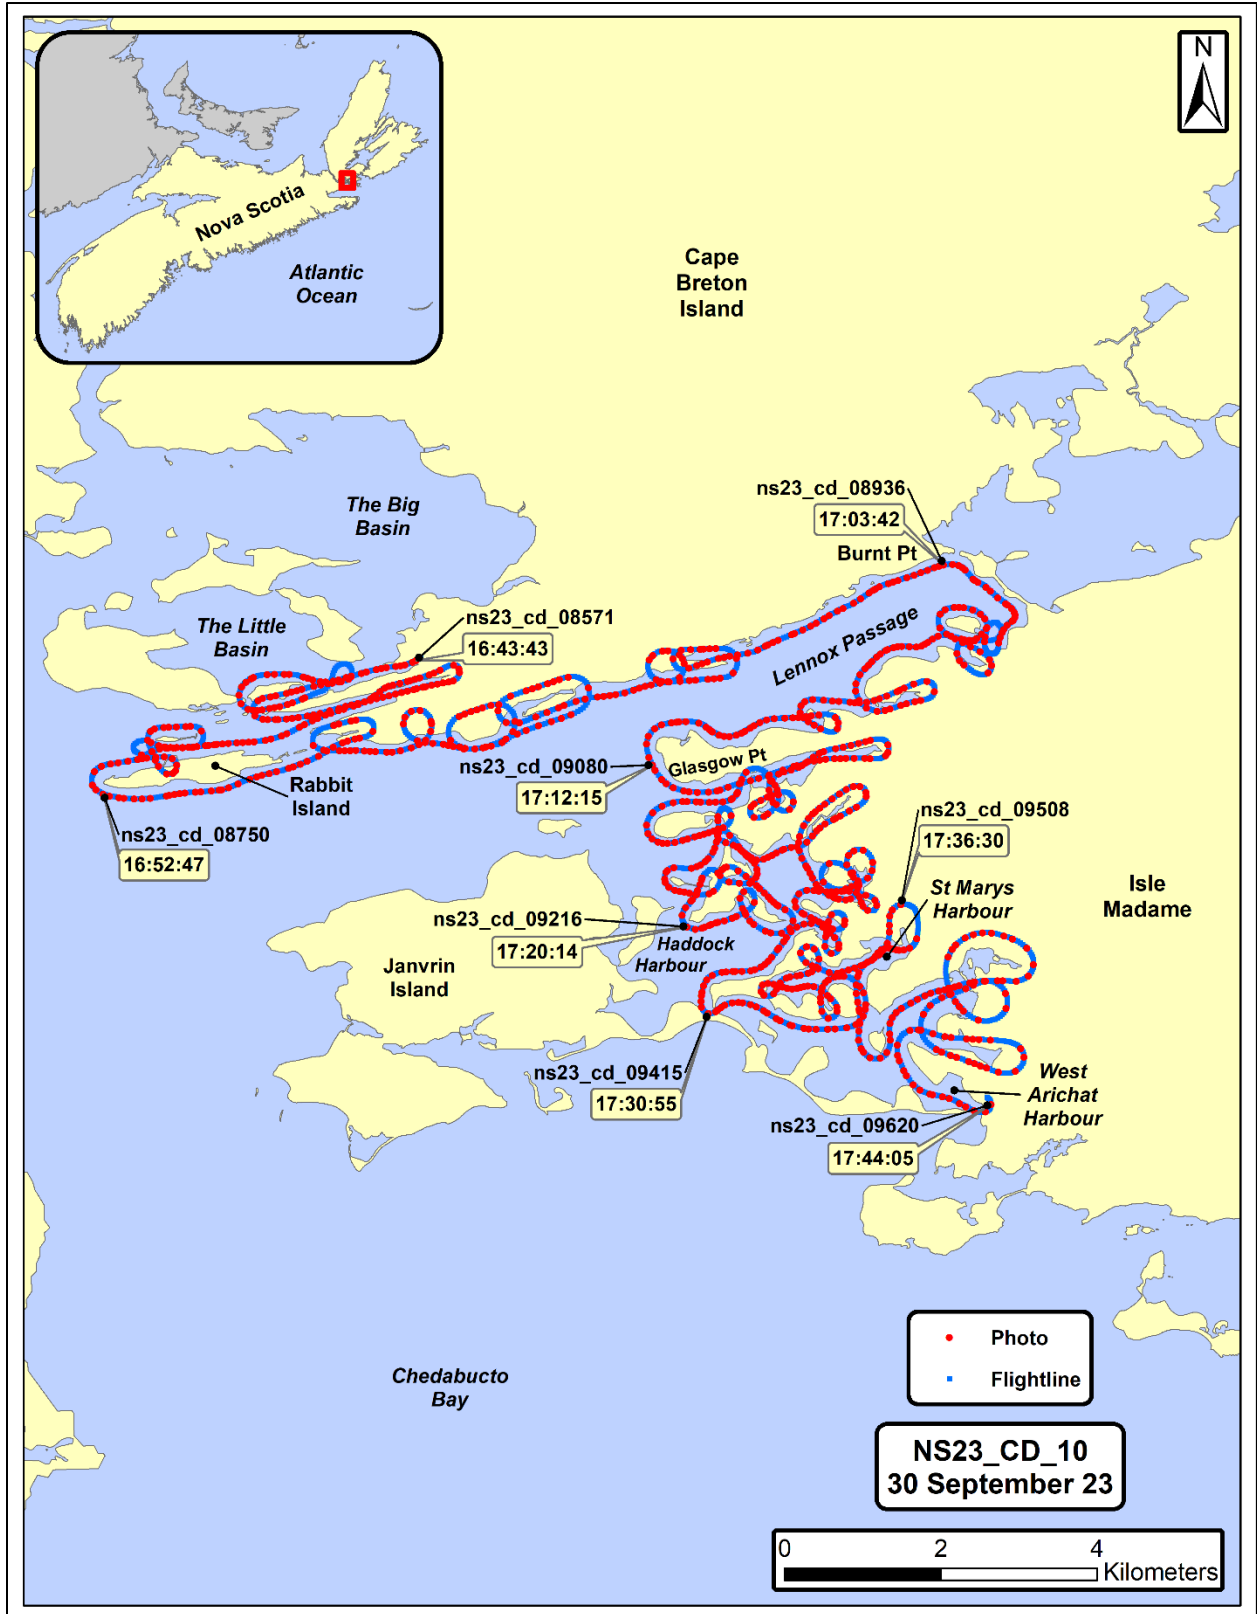 N
Nova Scotia
Atlantic
Ocean
Cape
Breton
Island
ns23_cd_08936
17:03:42
Burnt Pt
The Big
Basin
Lennox Passage
ns23_cd_08571
16:43:43
The Little
Basin
ns23_cd_09080
17:12:15
Glasgow Pt
Rabbit
Island
ns23_cd_08750
16:52:47
ns23_cd_09508
17:36:30
St Marys
Harbour
Isle
Madame
ns23_cd_09216
17:20:14
Haddock
Harbour
Janvrin
Island
ns23_cd_09415
17:30:55
West
Arichat
Harbour
ns23_cd_09620
17:44:05
Chedabucto
Bay
Photo
Flightline
NS23_CD_10
30 September 23
0 2 4
Kilometers